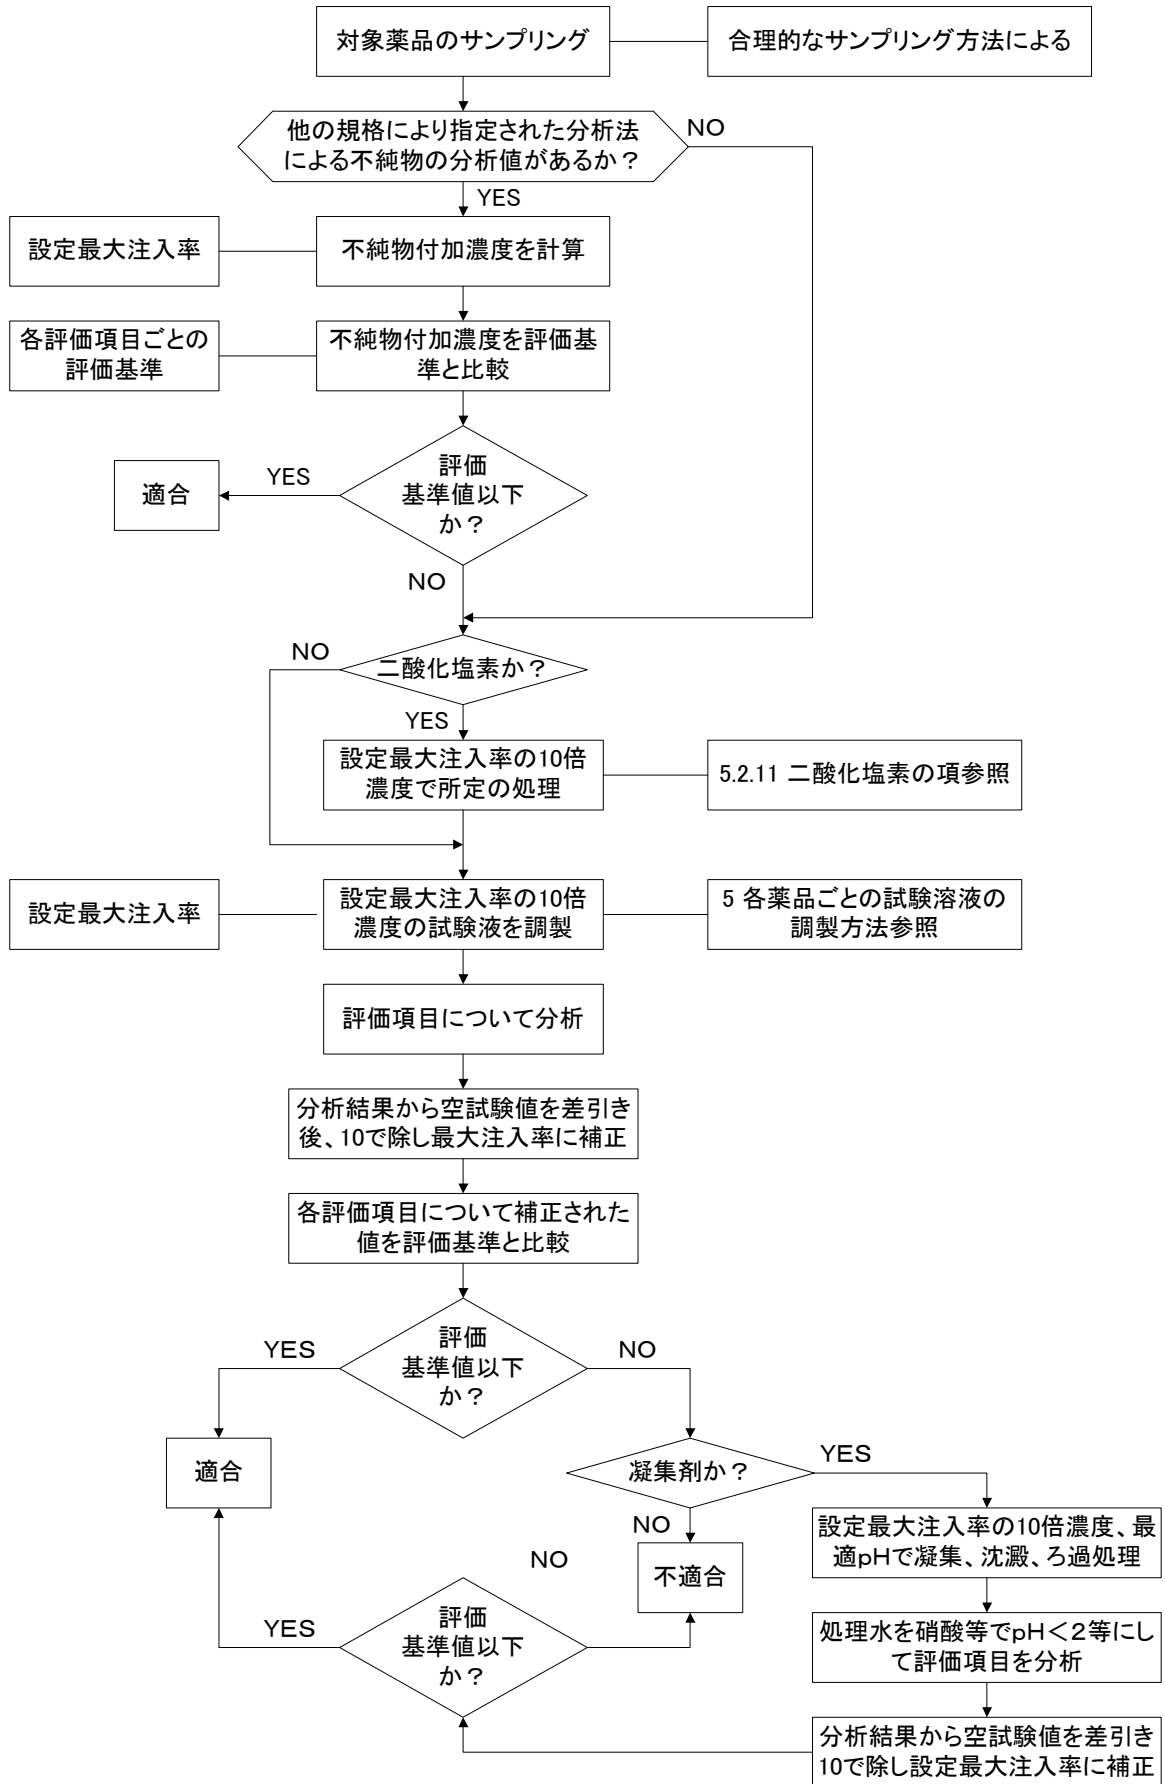 対象薬品のサンプリング
合理的なサンプリング方法による
他の規格により指定された分析法
による不純物の分析値があるか？
NO
YES
設定最大注入率
不純物付加濃度を計算
各評価項目ごとの
評価基準
不純物付加濃度を評価基
準と比較
適合
YES
評価
基準値以下
か？
NO
NO
二酸化塩素か？
YES
設定最大注入率の10倍
濃度で所定の処理
5.2.11 二酸化塩素の項参照
設定最大注入率
設定最大注入率の10倍
濃度の試験液を調製
5 各薬品ごとの試験溶液の
調製方法参照
評価項目について分析
分析結果から空試験値を差引き
後、10で除し最大注入率に補正
各評価項目について補正された
値を評価基準と比較
YES
評価
基準値以下
か？
NO
適合
凝集剤か？
YES
NO
不適合
設定最大注入率の10倍濃度、最
適pHで凝集、沈澱、ろ過処理
NO
YES
評価
基準値以下
か？
処理水を硝酸等でpH＜2等にし
て評価項目を分析
分析結果から空試験値を差引き
10で除し設定最大注入率に補正